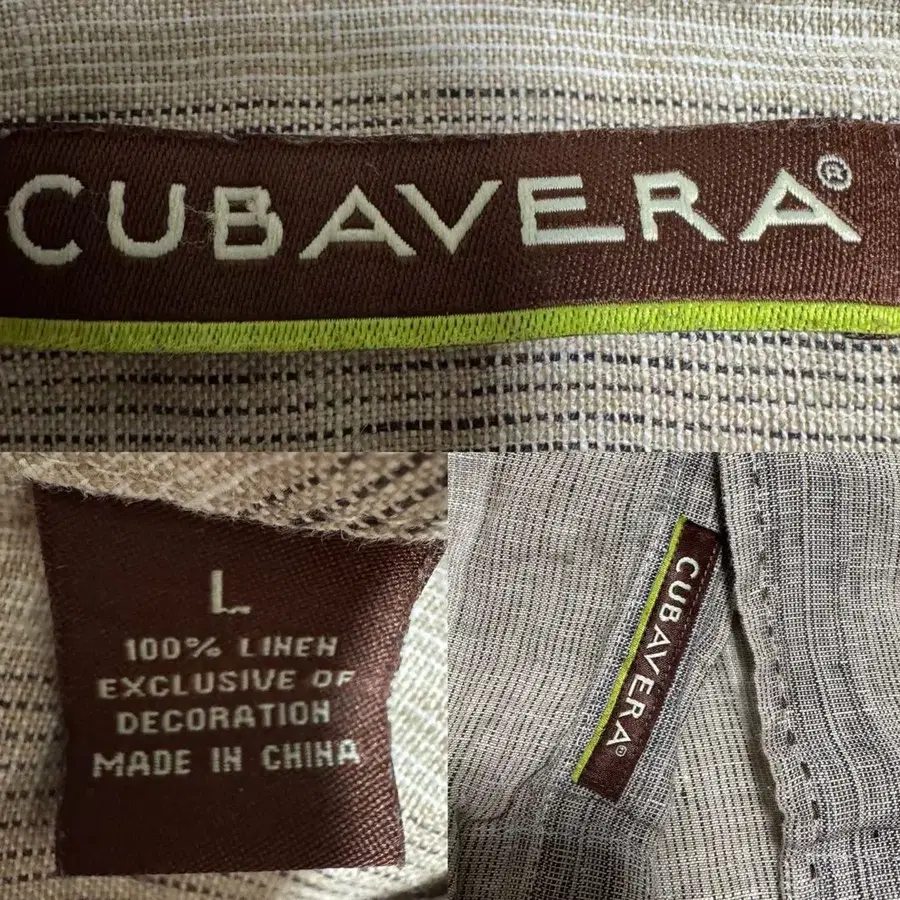 CUBAVERA®
L
100% LINEN
EXCLUSIVE OF
DECORATION
MADE IN CHINA
CUBAVERA®